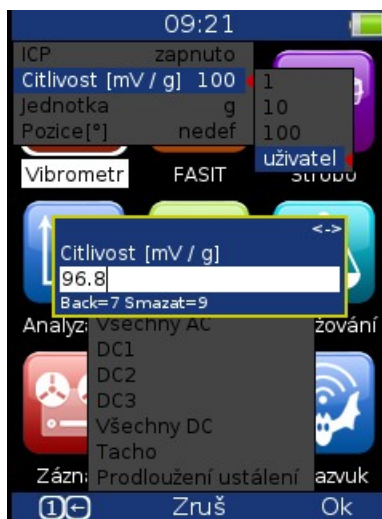 09:21
ICP zapnuto
Citlivost [mV / g] 100
Jednotka g
Pozice[°] nedef
1
10
100
uživatel
Vibrometr FASIT Strobo
<->
Citlivost [mV / g]
96.8
Back=7 Smazat=9
Analyz žování
Všechny AC
DC1
DC2
DC3
Všechny DC
Tacho
Prodloužení ustálení
Zázn azvuk
1 Zruš Ok